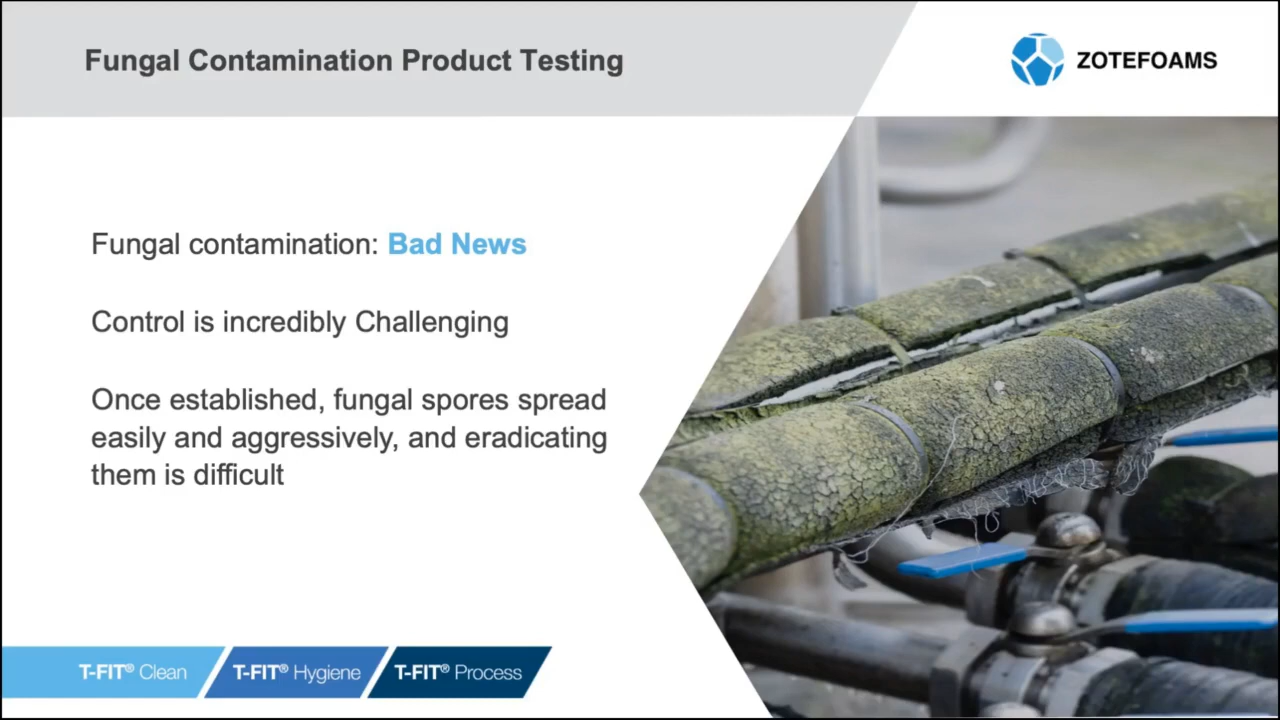 Fungal Contamination Product Testing
ZOTEFOAMS
Fungal contamination: Bad News
Control is incredibly Challenging
Once established, fungal spores spread
easily and aggressively, and eradicating
them is difficult
T-FIT® Clean
T-FIT® Hygiene
T-FIT® Process